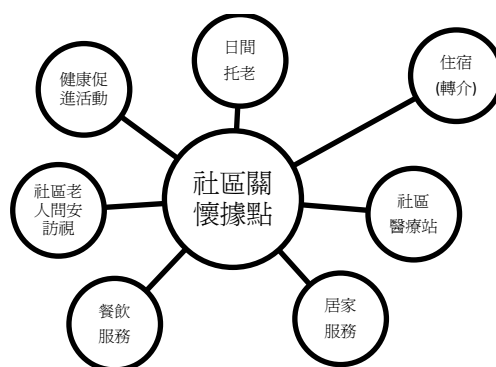 日間
托老
住宿
(轉介)
健康促
進活動
社區關
懷據點
社區老
人問安
訪視
社區
醫療站
餐飲
服務
居家
服務